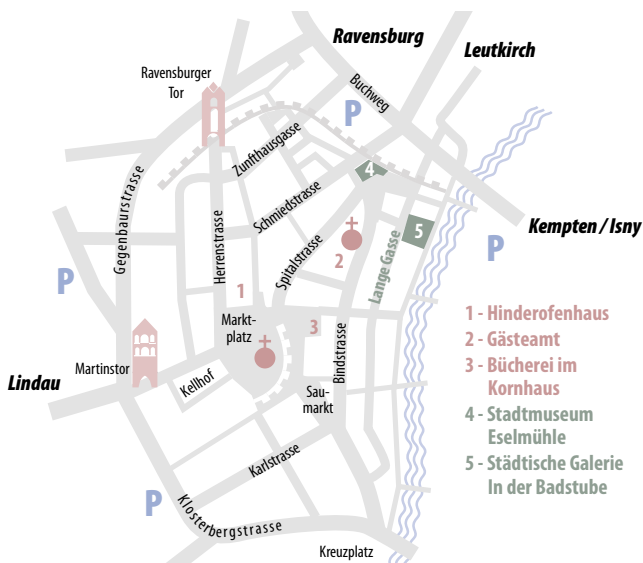 Ravensburg
Leutkirch
Ravensburger
Tor
Buchweg
P
Zunfthausgasse
4
Gegenbaurstrasse
Schmiedstrasse
Herrenstrasse
Spitalstrasse
5
Kempten / Isny
P
2
Lange Gasse
P
1
Markt-
platz
3
Bindstrasse
Martinstor
Lindau
Kellhof
Sau-
markt
Karlstrasse
P
Klosterbergstrasse
Kreuzplatz
1 - Hinderofenhaus
2 - Gästeamt
3 - Bücherei im
Kornhaus
4 - Stadtmuseum
Eselmühle
5 - Städtische Galerie
In der Badstube